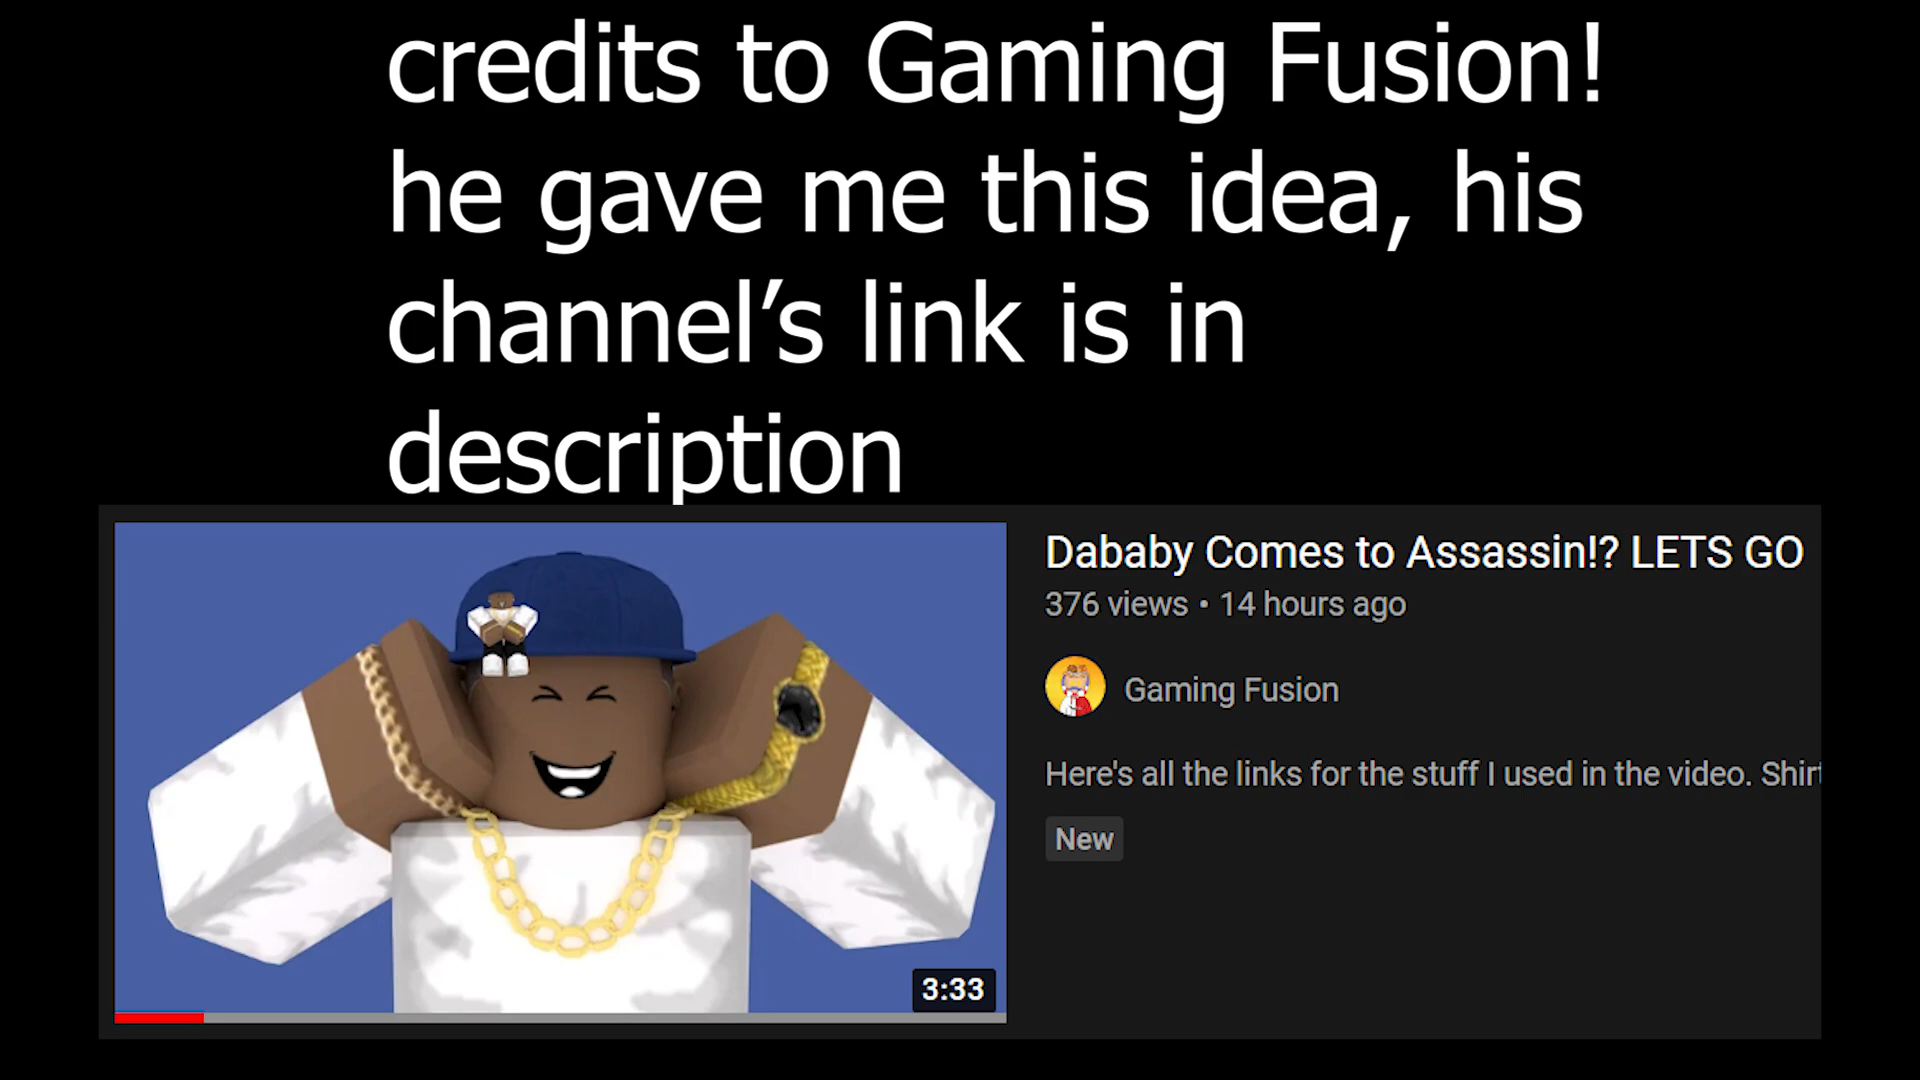 credits to Gaming Fusion!
he gave me this idea, his
channel’s link is in
description
Dababy Comes to Assassin!? LETS GO
376 views • 14 hours ago
Gaming Fusion
Here's all the links for the stuff I used in the video. Shirt
New
3:33